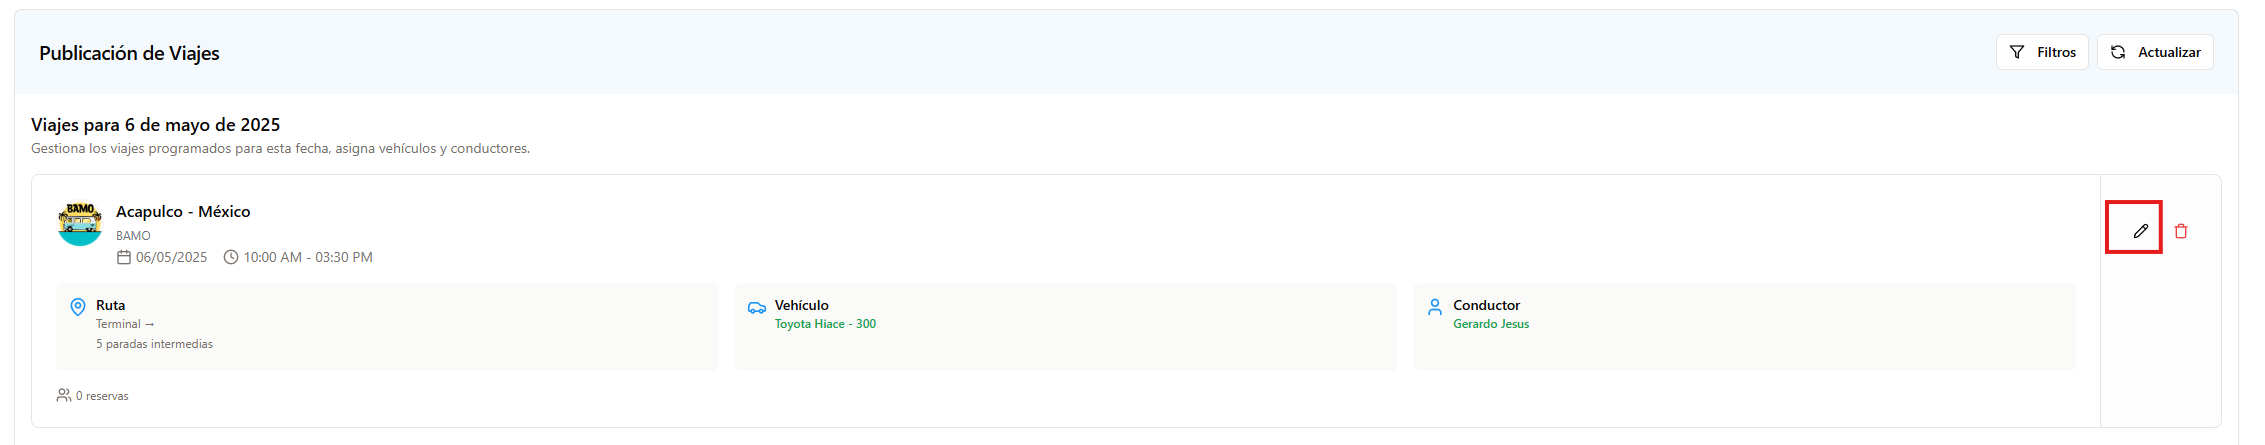 Publicación de Viajes
Filtros
Actualizar
Viajes para 6 de mayo de 2025
Gestiona los viajes programados para esta fecha, asigna vehículos y conductores.
BAMO
Acapulco - México
BAMO
06/05/2025 10:00 AM - 03:30 PM
Ruta
Terminal →
5 paradas intermedias
Vehículo
Toyota Hiace - 300
Conductor
Gerardo Jesus
0 reservas